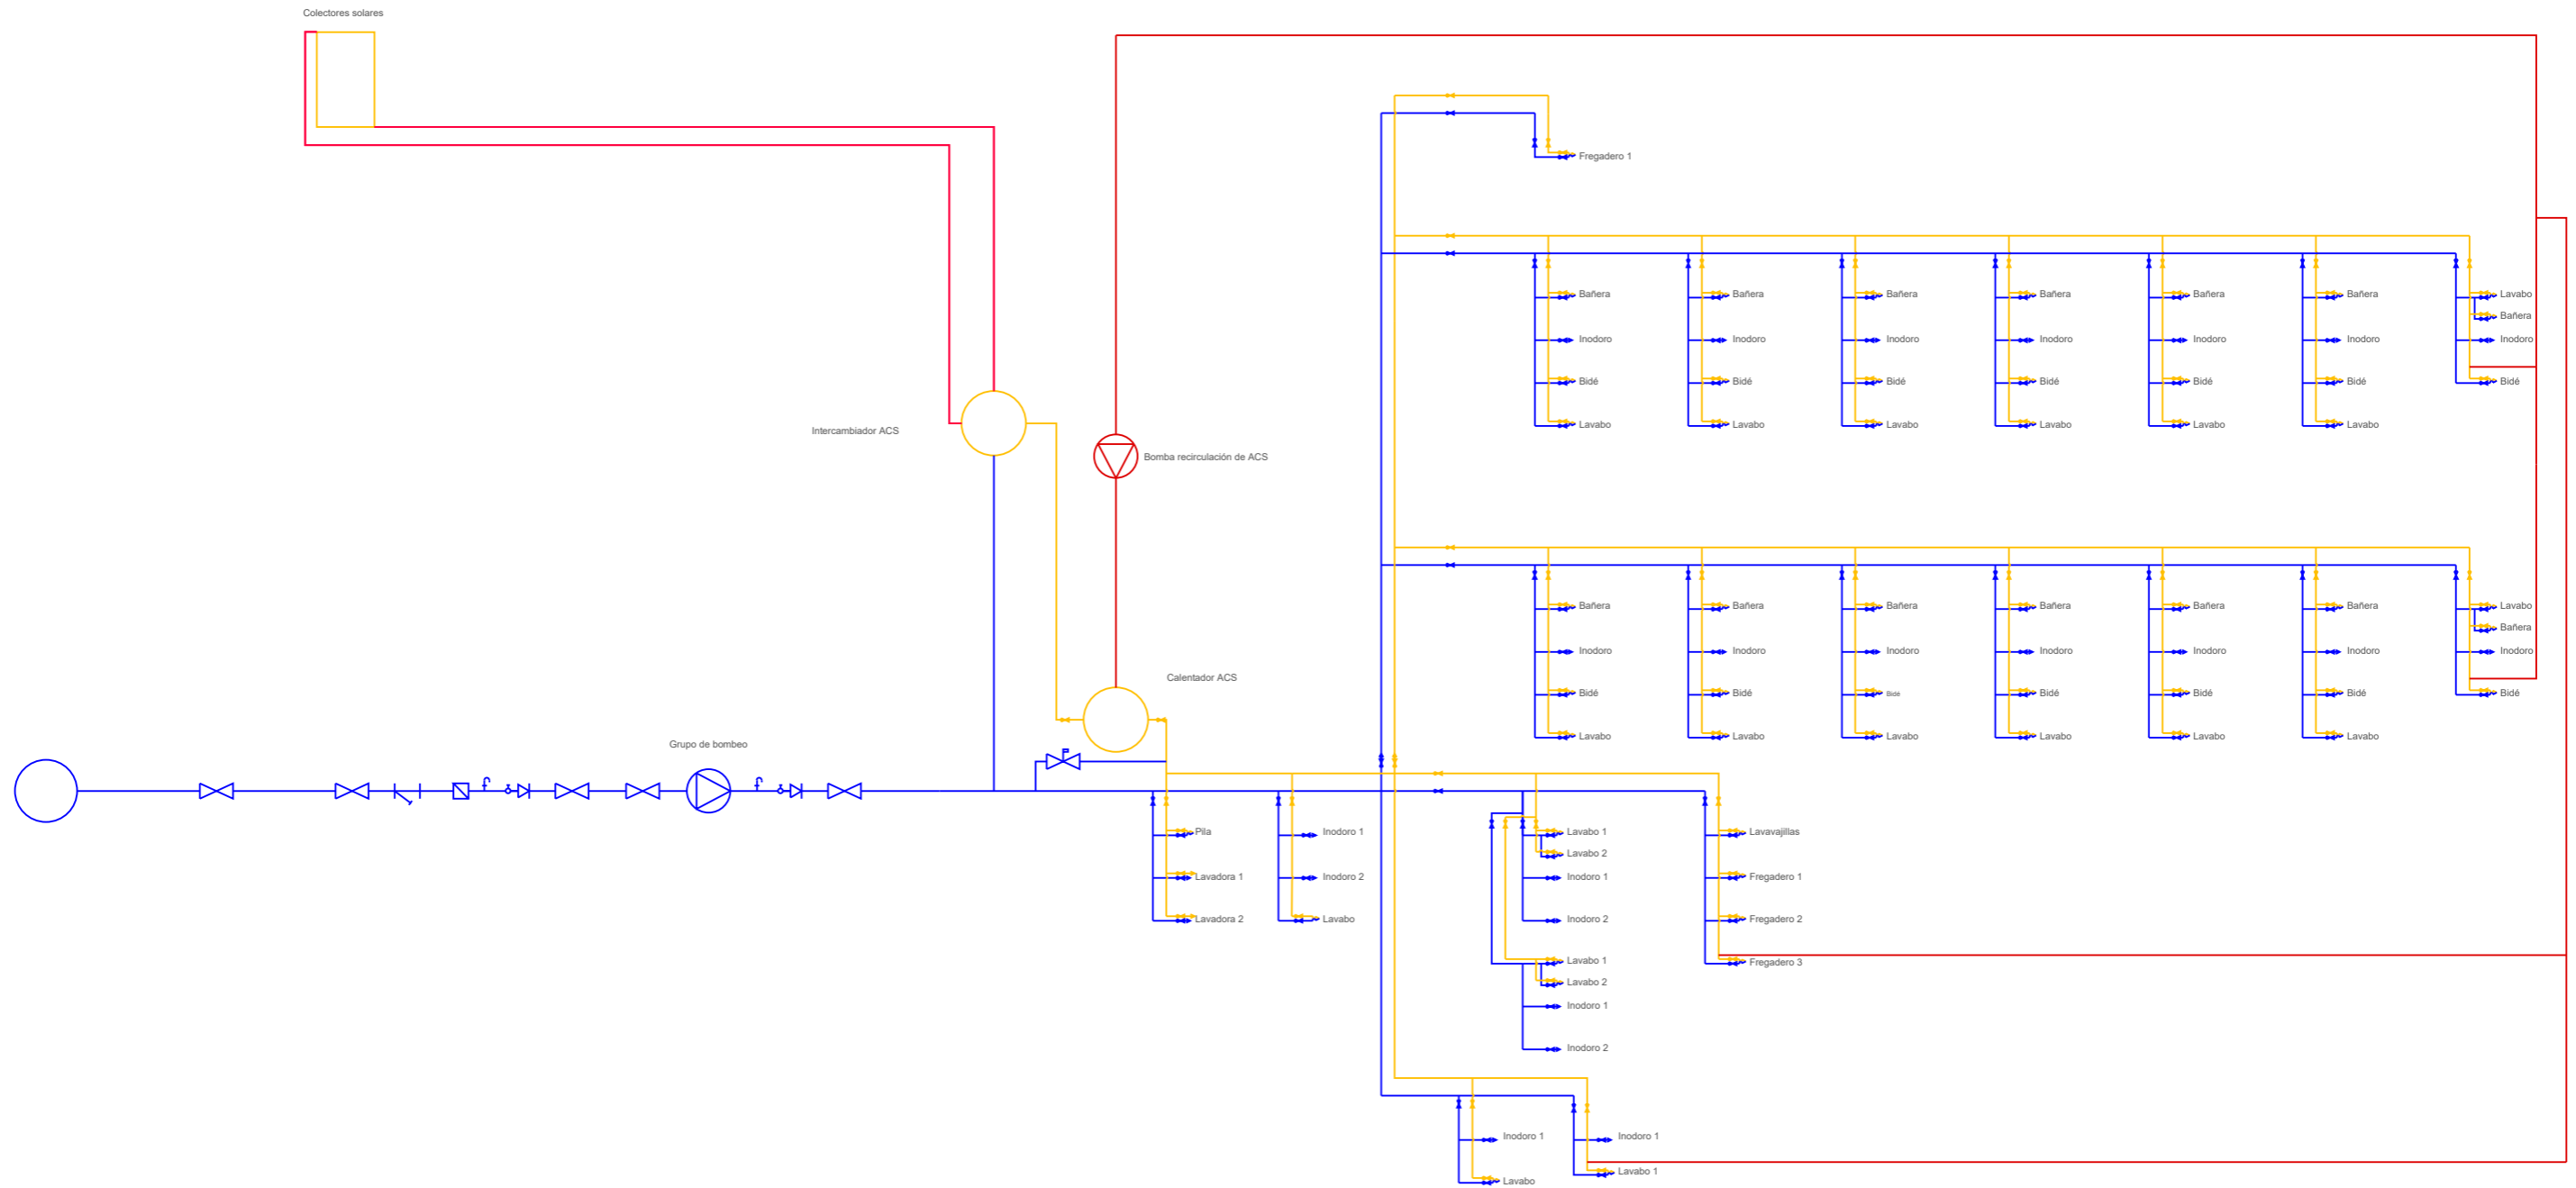 Colectores solares
Fregadero 1
Bañera
Bañera
Bañera
Bañera
Bañera
Bañera
Lavabo
Bañera
Inodoro
Inodoro
Inodoro
Inodoro
Inodoro
Inodoro
Inodoro
Bidé
Bidé
Bidé
Bidé
Bidé
Bidé
Bidé
Lavabo
Lavabo
Lavabo
Lavabo
Lavabo
Lavabo
Intercambiador ACS
Bomba recirculación de ACS
Bañera
Bañera
Bañera
Bañera
Bañera
Bañera
Lavabo
Bañera
Inodoro
Inodoro
Inodoro
Inodoro
Inodoro
Inodoro
Inodoro
Calentador ACS
Bidé
Bidé
Bidé
Bidé
Bidé
Bidé
Bidé
Lavabo
Lavabo
Lavabo
Lavabo
Lavabo
Lavabo
Grupo de bombeo
Pila
Inodoro 1
Lavabo 1
Lavavajillas
Lavabo 2
Lavadora 1
Inodoro 2
Inodoro 1
Fregadero 1
Lavadora 2
Lavabo
Inodoro 2
Fregadero 2
Lavabo 1
Fregadero 3
Lavabo 2
Inodoro 1
Inodoro 2
Inodoro 1
Inodoro 1
Lavabo 1
Lavabo